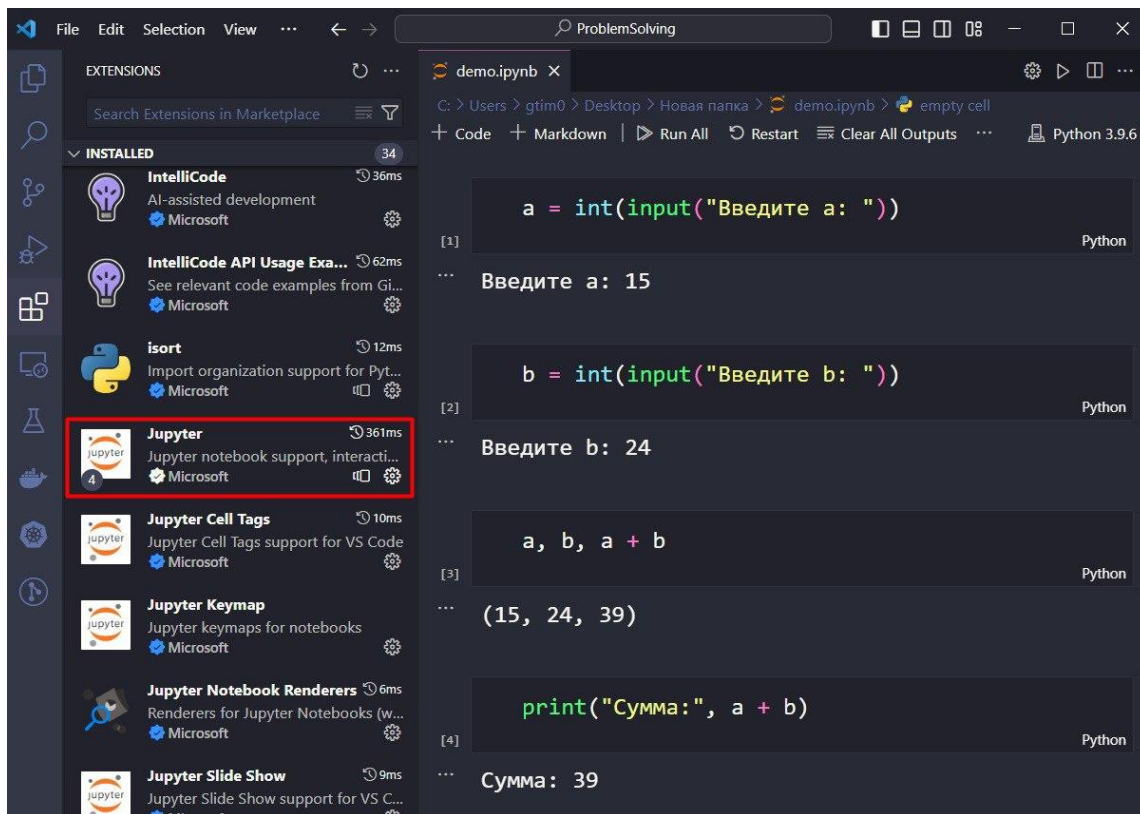 File Edit Selection View ··· ProblemSolving
EXTENSIONS
Search Extensions in Marketplace
INSTALLED 34
IntelliCode 36ms
AI-assisted development
Microsoft
IntelliCode API Usage Exa... 62ms
See relevant code examples from Gi...
Microsoft
isort 12ms
Import organization support for Pyt...
Microsoft
jupyter
4
Jupyter 361ms
Jupyter notebook support, interacti...
Microsoft
jupyter
Jupyter Cell Tags 10ms
Jupyter Cell Tags support for VS Code
Microsoft
jupyter
Jupyter Keymap
Jupyter keymaps for notebooks
Microsoft
Jupyter Notebook Renderers 6ms
Renderers for Jupyter Notebooks (w...
Microsoft
jupyter
Jupyter Slide Show 9ms
Jupyter Slide Show support for VS C...
demo.ipynb
C: > Users > gtim0 > Desktop > Новая папка > demo.ipynb > empty cell
+ Code + Markdown | Run All Restart Clear All Outputs ··· Python 3.9.6
a = int(input("Введите a: "))
[1] Python
··· Введите a: 15
b = int(input("Введите b: "))
[2] Python
··· Введите b: 24
a, b, a + b
[3] Python
··· (15, 24, 39)
print("Сумма:", a + b)
[4] Python
··· Сумма: 39